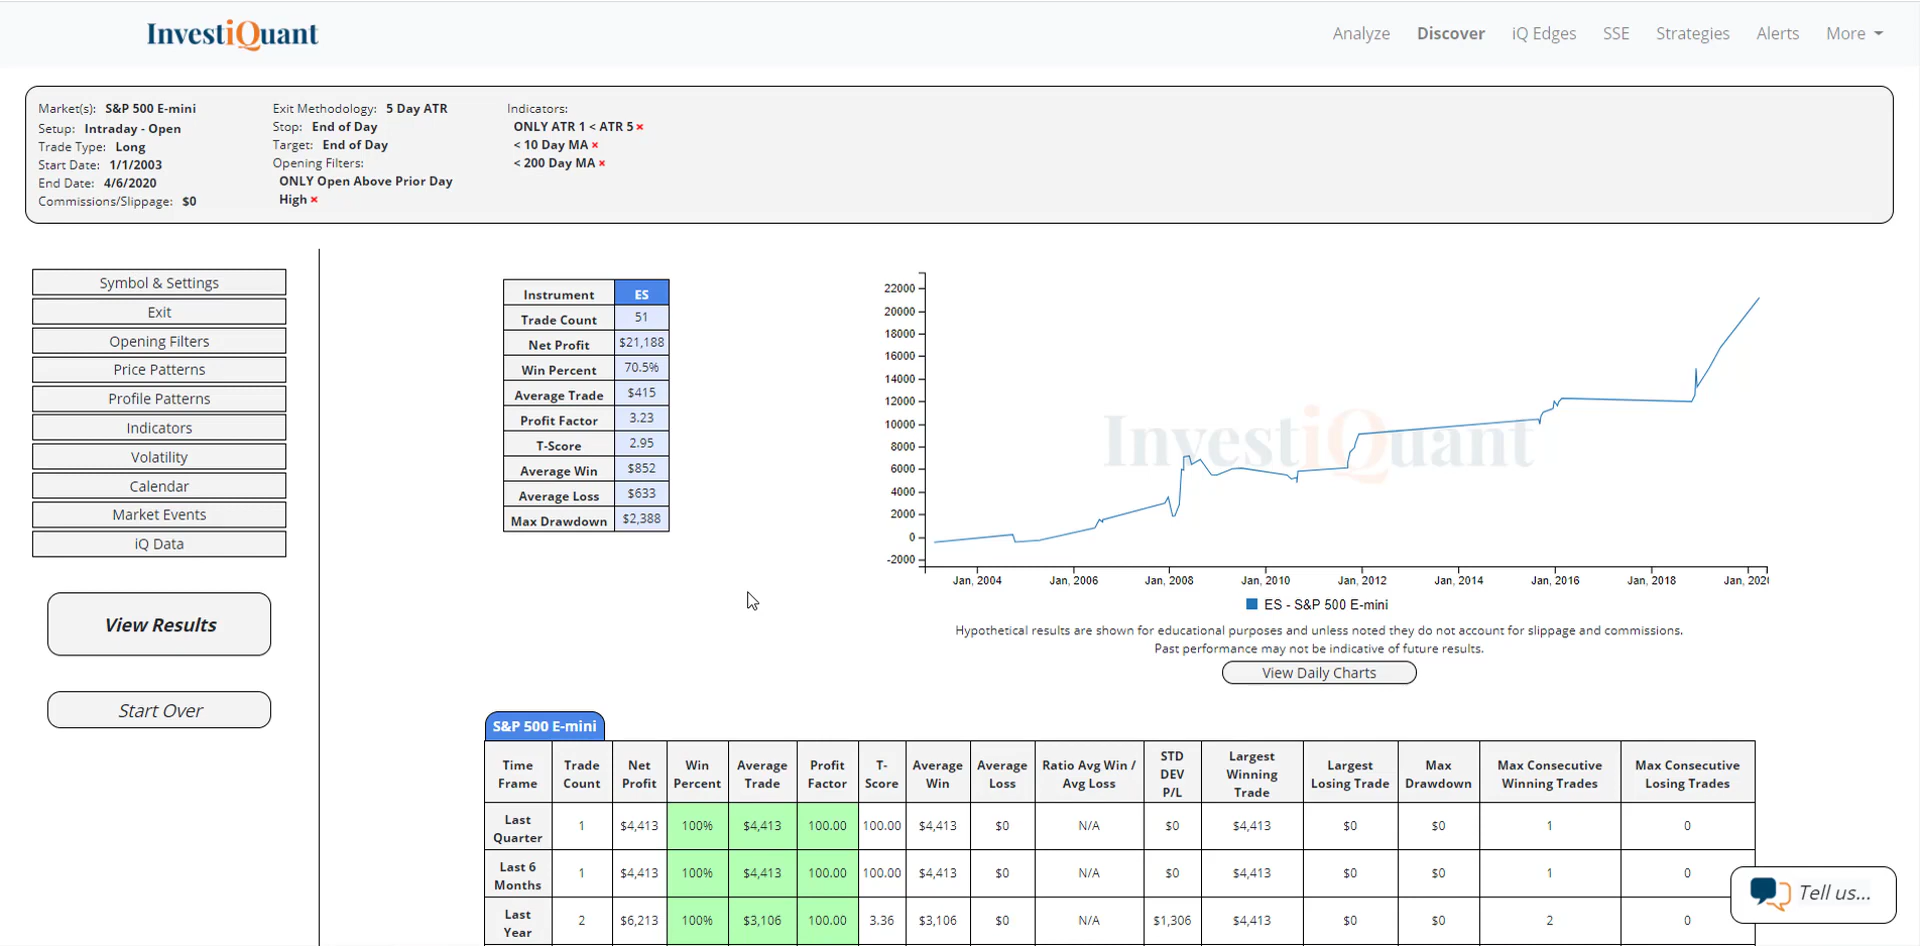 InvestiQuant
Analyze Discover iQ Edges SSE Strategies Alerts More
Market(s): S&P 500 E-mini
Setup: Intraday - Open
Trade Type: Long
Start Date: 1/1/2003
End Date: 4/6/2020
Commissions/Slippage: $0
Exit Methodology: 5 Day ATR
Stop: End of Day
Target: End of Day
Opening Filters:
ONLY Open Above Prior Day
High ×
Indicators:
ONLY ATR 1 < ATR 5 ×
< 10 Day MA ×
< 200 Day MA ×
Symbol & Settings
Exit
Opening Filters
Price Patterns
Profile Patterns
Indicators
Volatility
Calendar
Market Events
iQ Data
View Results
Start Over
Instrument ES
Trade Count 51
Net Profit $21,188
Win Percent 70.5%
Average Trade $415
Profit Factor 3.23
T-Score 2.95
Average Win $852
Average Loss $633
Max Drawdown $2,388
22000
20000
18000
16000
14000
12000
10000
8000
6000
4000
2000
0
-2000
InvestiQuant
Jan, 2004 Jan, 2006 Jan, 2008 Jan, 2010 Jan, 2012 Jan, 2014 Jan, 2016 Jan, 2018 Jan, 2020
ES - S&P 500 E-mini
Hypothetical results are shown for educational purposes and unless noted they do not account for slippage and commissions.
Past performance may not be indicative of future results.
View Daily Charts
S&P 500 E-mini
Time Frame Trade Count Net Profit Win Percent Average Trade Profit Factor T-Score Average Win Average Loss Ratio Avg Win / Avg Loss STD DEV P/L Largest Winning Trade Largest Losing Trade Max Drawdown Max Consecutive Winning Trades Max Consecutive Losing Trades
Last Quarter 1 $4,413 100% $4,413 100.00 100.00 $4,413 $0 N/A $0 $4,413 $0 $0 1 0
Last 6 Months 1 $4,413 100% $4,413 100.00 100.00 $4,413 $0 N/A $0 $4,413 $0 $0 1 0
Last Year 2 $6,213 100% $3,106 100.00 3.36 $3,106 $0 N/A $1,306 $4,413 $0 $0 2 0
Tell us...